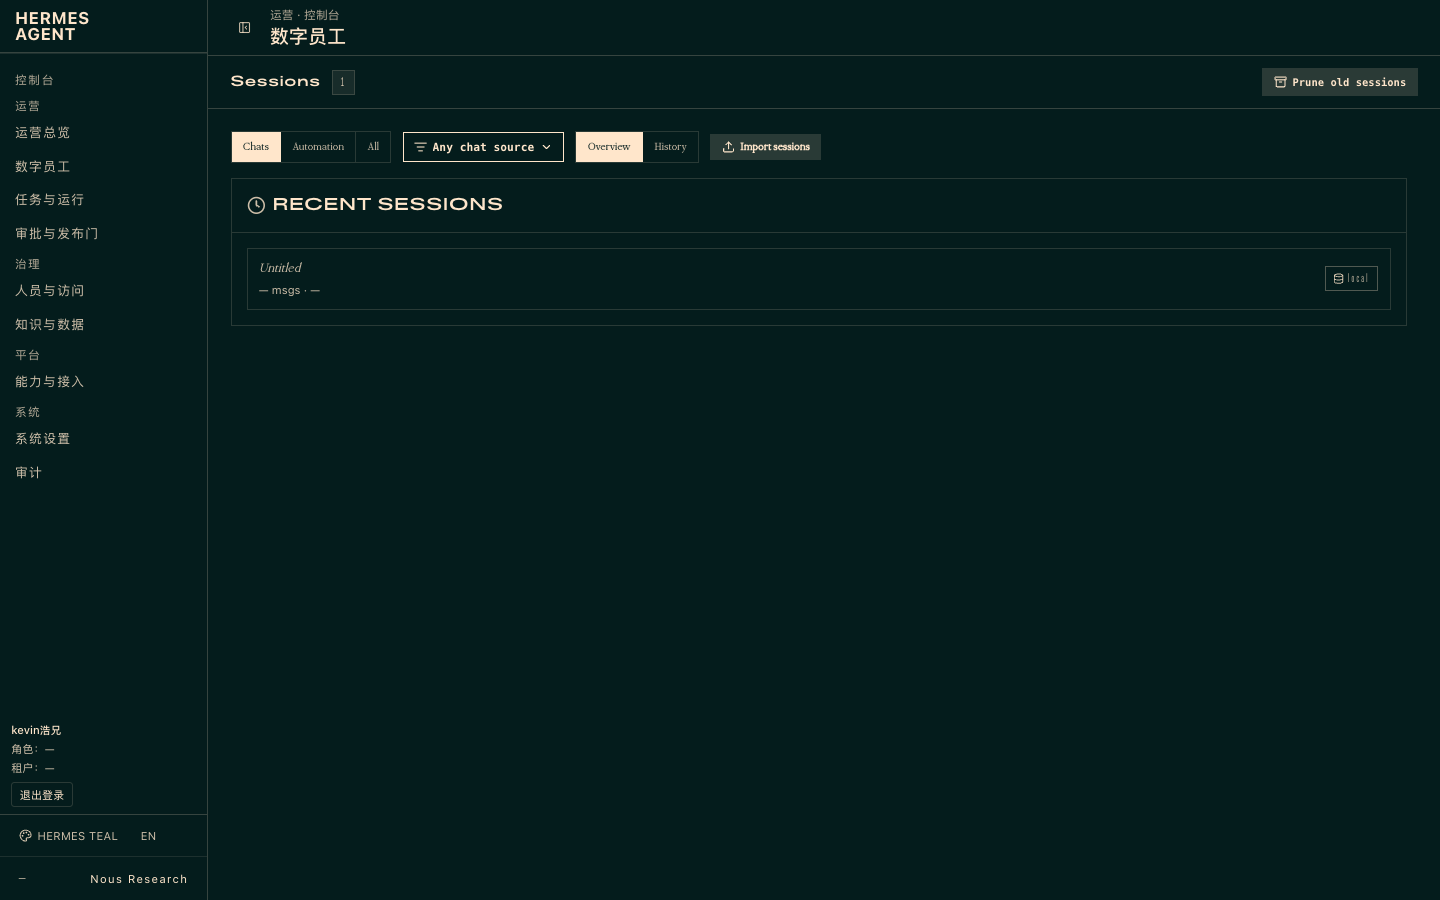 HERMES
AGENT
控制台
运营
运营总览
数字员工
任务与运行
审批与发布门
治理
人员与访问
知识与数据
平台
能力与接入
系统
系统设置
审计
kevin浩兄
角色：—
租户：—
退出登录
HERMES TEAL EN
— Nous Research
运营 · 控制台
数字员工
Sessions 1
Prune old sessions
Chats Automation All Any chat source Overview History Import sessions
RECENT SESSIONS
Untitled
— msgs · —
local